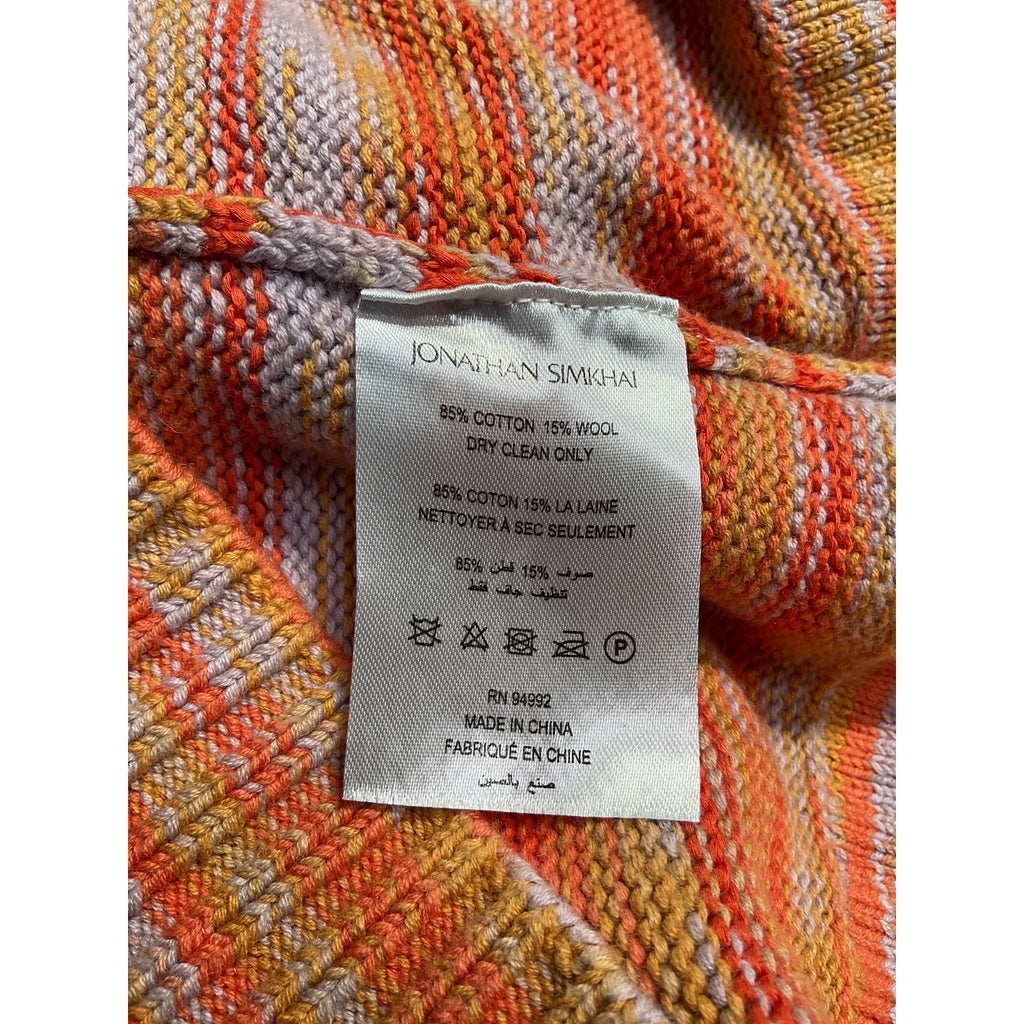 JONATHAN SIMKHAI
85% COTTON 15% WOOL
DRY CLEAN ONLY
85% COTON 15% LA LAINE
NETTOYER A SEC SEULEMENT
صرف 15% قطن 85%
تنظيف جاف فقط
P
RN 94992
MADE IN CHINA
FABRIQUÉ EN CHINE
صنع بالصين